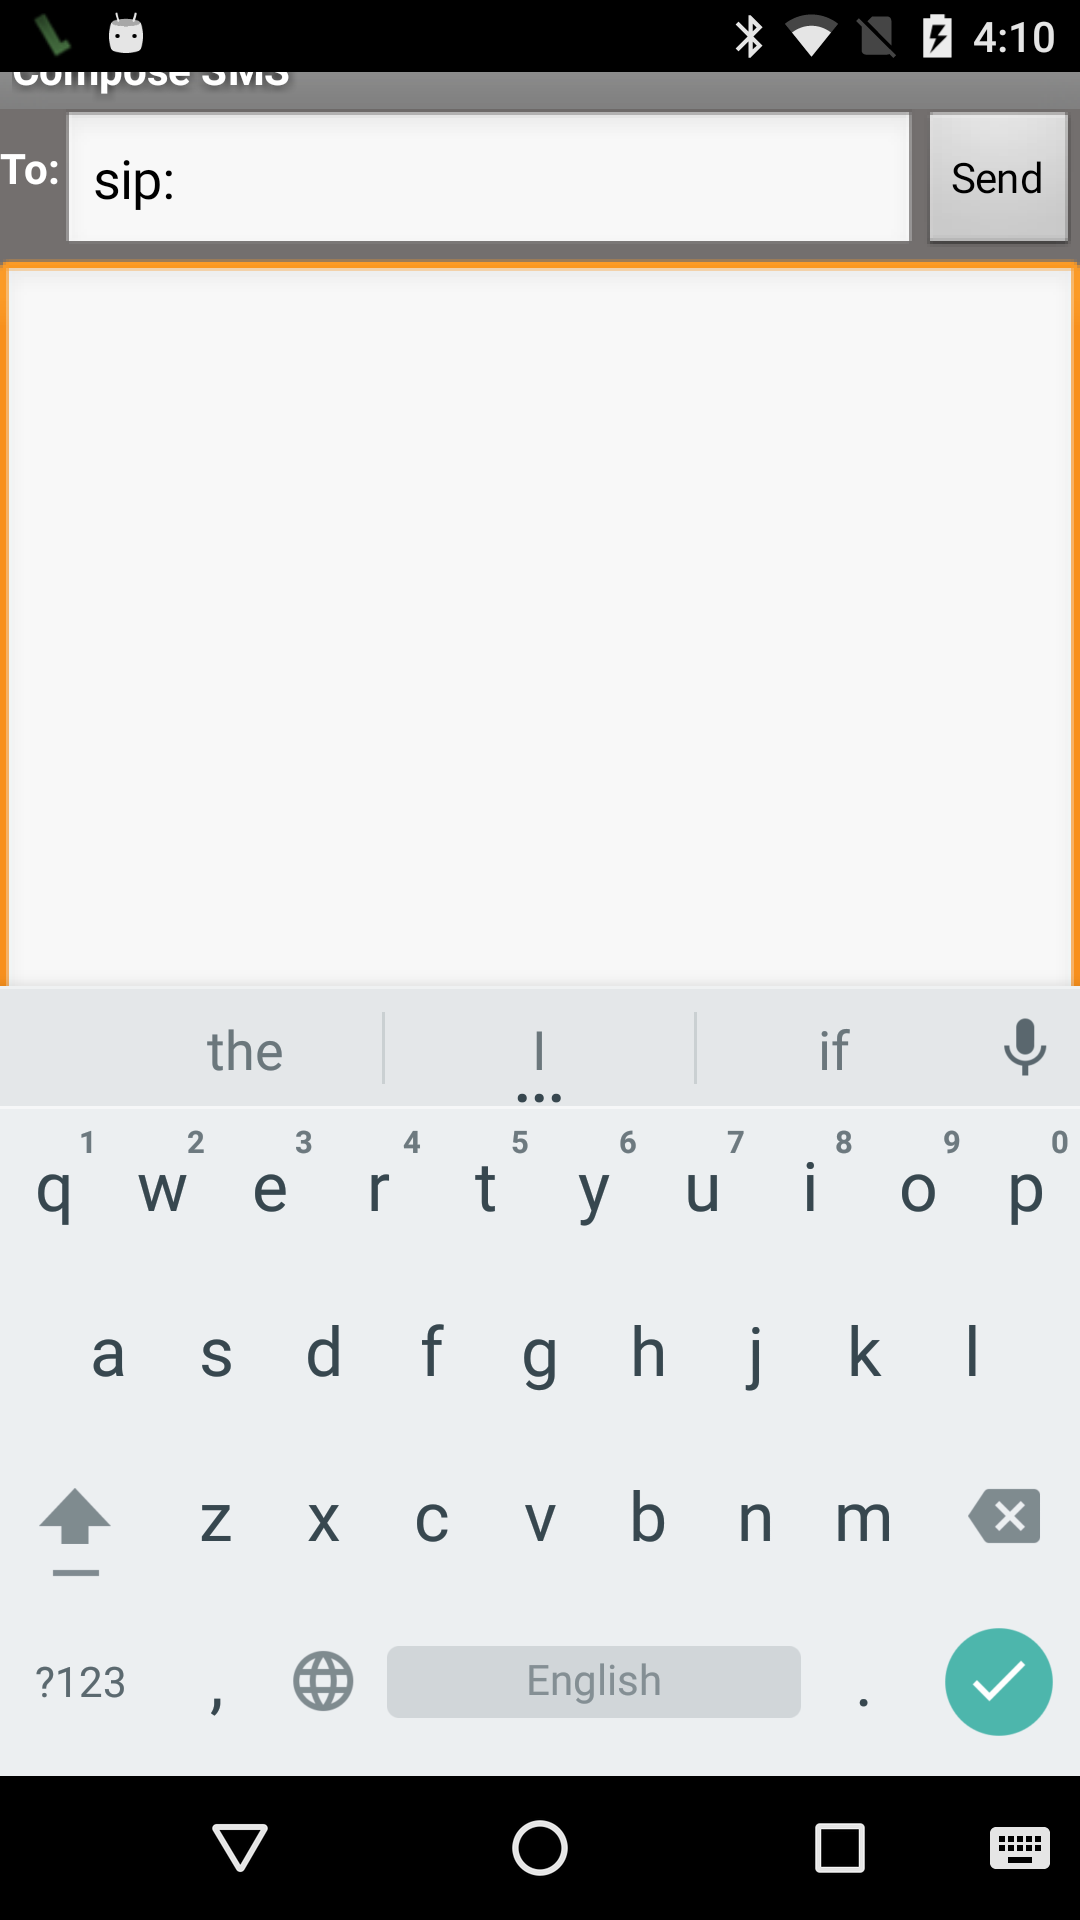 4:10
Compose SMS
To: sip: Send
the I if
1 2 3 4 5 6 7 8 9 0
q w e r t y u i o p
a s d f g h j k l
z x c v b n m
?123 , English .